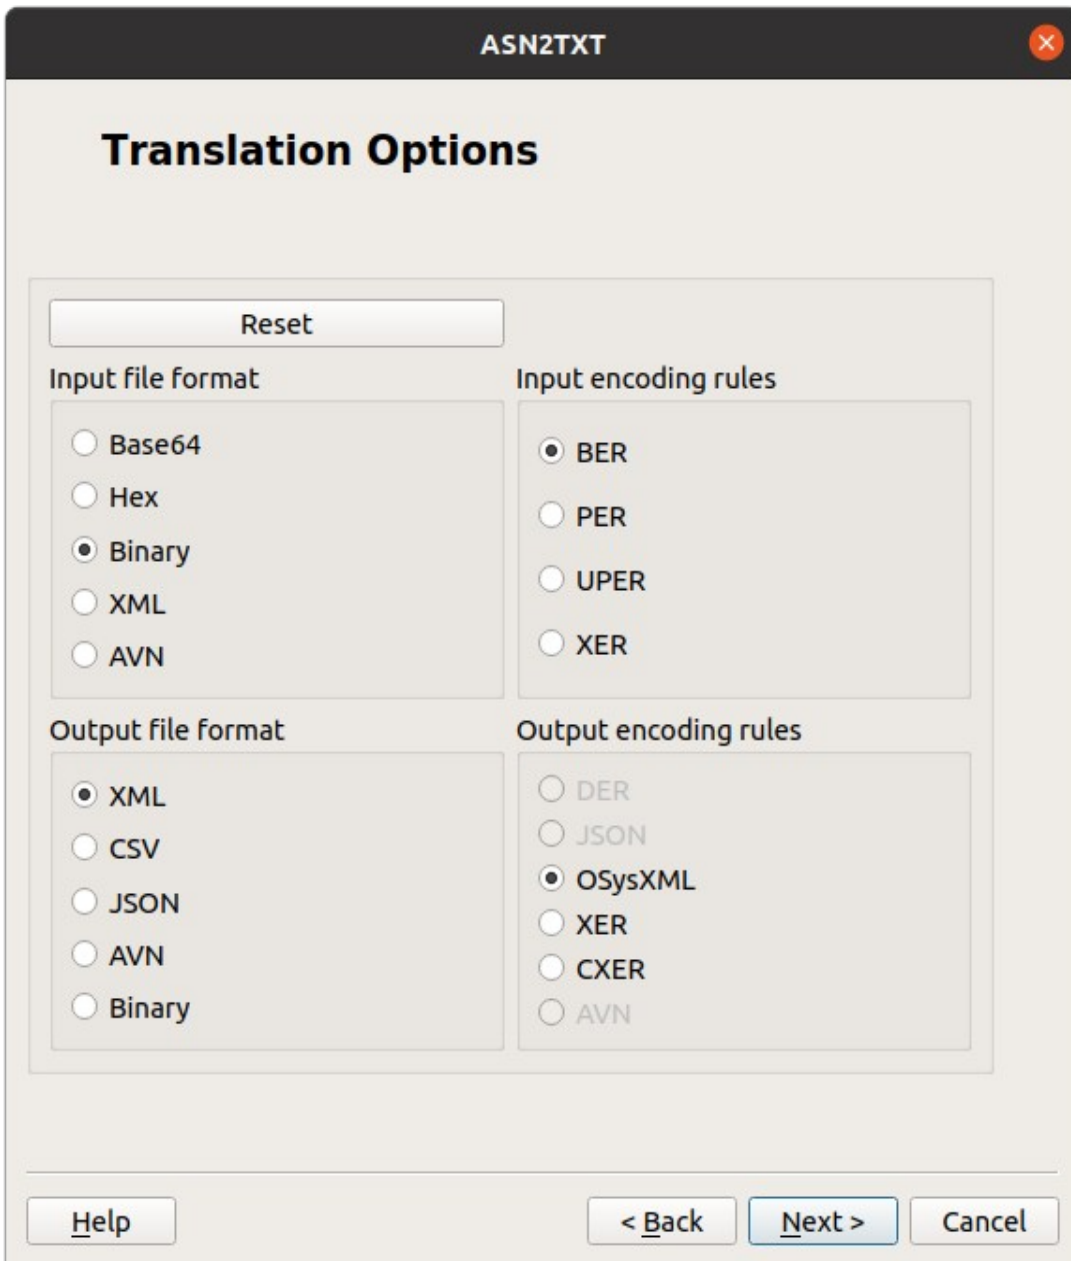 ASN2TXT
Translation Options
Reset
Input file format
Base64
Hex
Binary
XML
AVN
Input encoding rules
BER
PER
UPER
XER
Output file format
XML
CSV
JSON
AVN
Binary
Output encoding rules
DER
JSON
OSysXML
XER
CXER
AVN
Help
< Back
Next >
Cancel